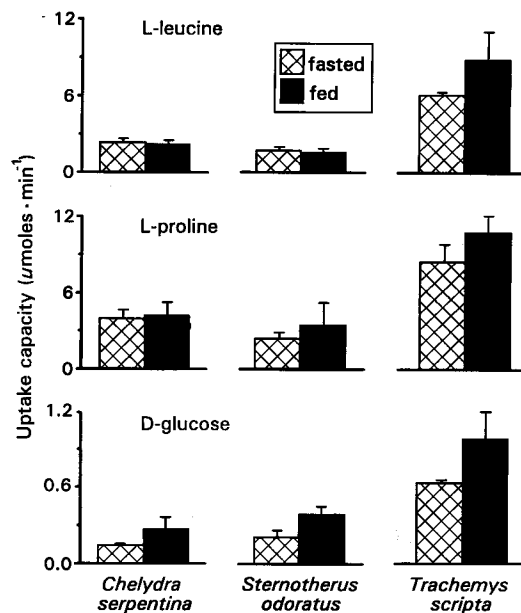 L-leucine
fasted
fed
12
6
0
L-proline
12
6
0
D-glucose
1.2
0.6
0.0
Uptake capacity (μmoles · min⁻¹)
Chelydra
serpentina
Sternotherus
odoratus
Trachemys
scripta